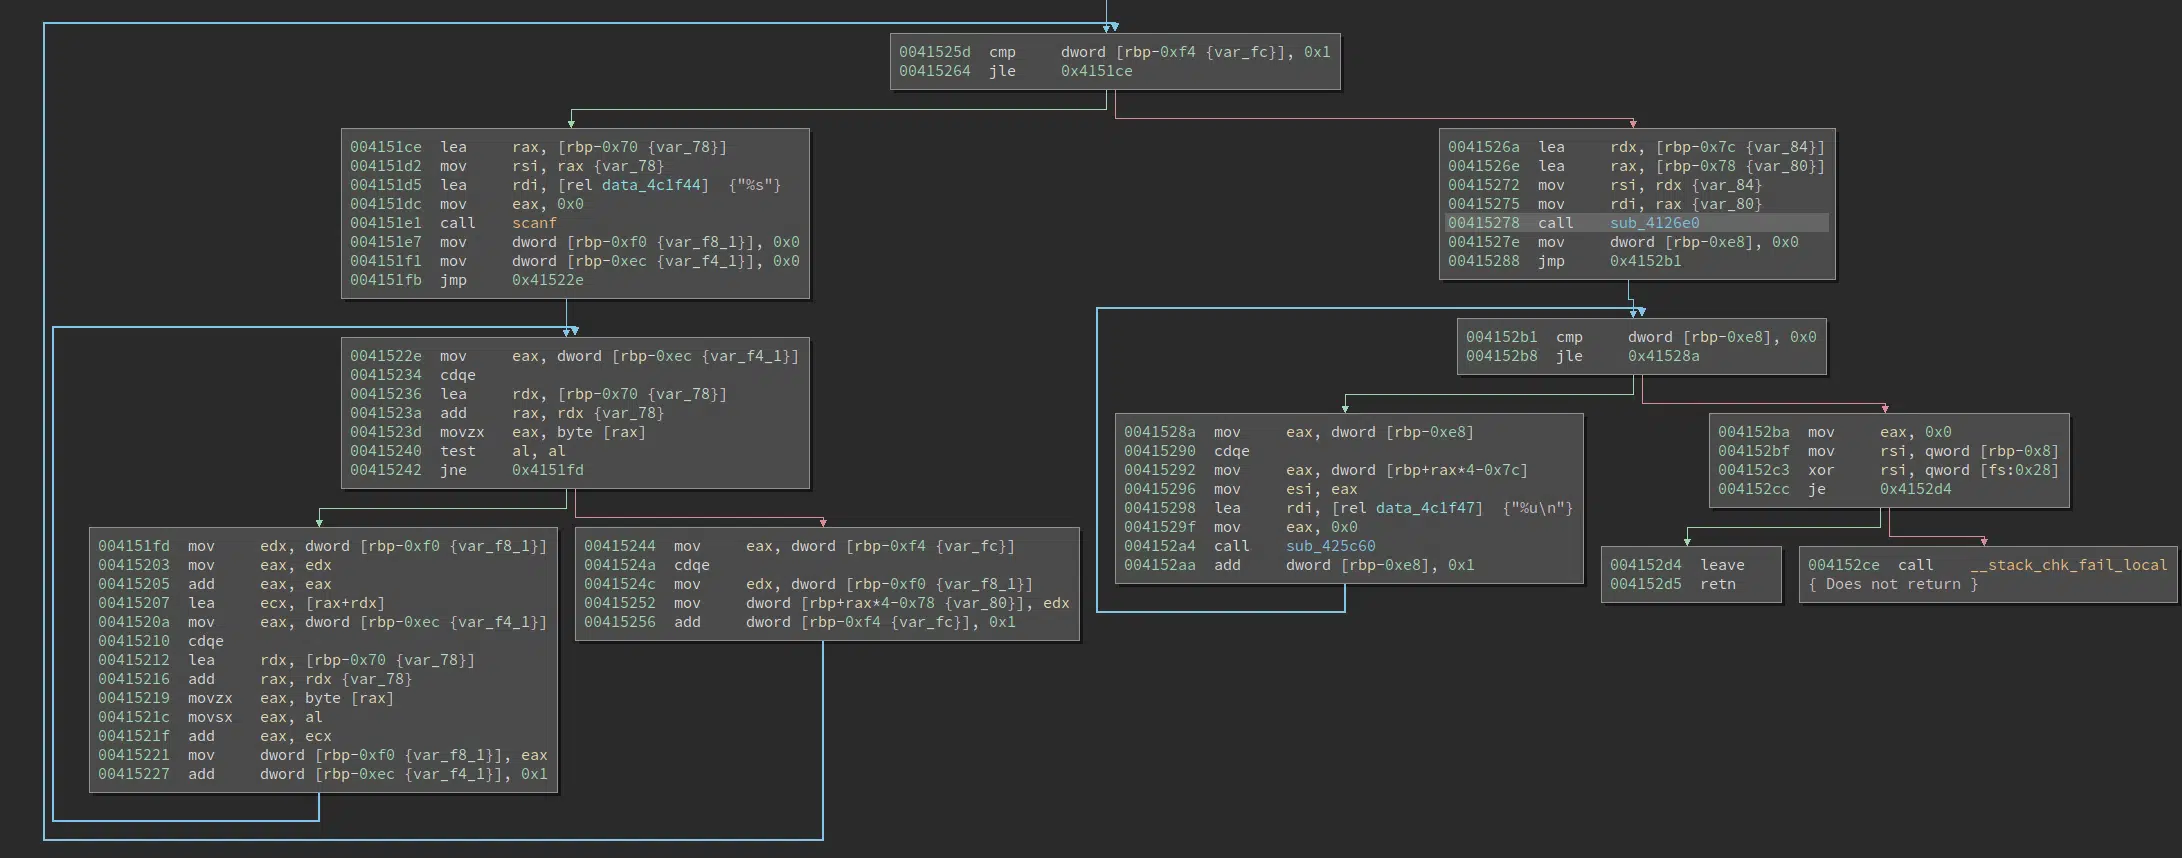 0041525d cmp dword [rbp-0xf4 {var_fc}], 0x1
00415264 jle 0x4151ce
004151ce lea rax, [rbp-0x70 {var_78}]
004151d2 mov rsi, rax {var_78}
004151d5 lea rdi, [rel data_4c1f44] {"%s"}
004151dc mov eax, 0x0
004151e1 call scanf
004151e7 mov dword [rbp-0xf0 {var_f8_1}], 0x0
004151f1 mov dword [rbp-0xec {var_f4_1}], 0x0
004151fb jmp 0x41522e
0041526a lea rdx, [rbp-0x7c {var_84}]
0041526e lea rax, [rbp-0x78 {var_80}]
00415272 mov rsi, rdx {var_84}
00415275 mov rdi, rax {var_80}
00415278 call sub_4126e0
0041527e mov dword [rbp-0xe8], 0x0
00415288 jmp 0x4152b1
0041522e mov eax, dword [rbp-0xec {var_f4_1}]
00415234 cdqe
00415236 lea rdx, [rbp-0x70 {var_78}]
0041523a add rax, rdx {var_78}
0041523d movzx eax, byte [rax]
00415240 test al, al
00415242 jne 0x4151fd
004152b1 cmp dword [rbp-0xe8], 0x0
004152b8 jle 0x41528a
004151fd mov edx, dword [rbp-0xf0 {var_f8_1}]
00415203 mov eax, edx
00415205 add eax, eax
00415207 lea ecx, [rax+rdx]
0041520a mov eax, dword [rbp-0xec {var_f4_1}]
00415210 cdqe
00415212 lea rdx, [rbp-0x70 {var_78}]
00415216 add rax, rdx {var_78}
00415219 movzx eax, byte [rax]
0041521c movsx eax, al
0041521f add eax, ecx
00415221 mov dword [rbp-0xf0 {var_f8_1}], eax
00415227 add dword [rbp-0xec {var_f4_1}], 0x1
00415244 mov eax, dword [rbp-0xf4 {var_fc}]
0041524a cdqe
0041524c mov edx, dword [rbp-0xf0 {var_f8_1}]
00415252 mov dword [rbp+rax*4-0x78 {var_80}], edx
00415256 add dword [rbp-0xf4 {var_fc}], 0x1
0041528a mov eax, dword [rbp-0xe8]
00415290 cdqe
00415292 mov eax, dword [rbp+rax*4-0x7c]
00415296 mov esi, eax
00415298 lea rdi, [rel data_4c1f47] {"%u\n"}
0041529f mov eax, 0x0
004152a4 call sub_425c60
004152aa add dword [rbp-0xe8], 0x1
004152ba mov eax, 0x0
004152bf mov rsi, qword [rbp-0x8]
004152c3 xor rsi, qword [fs:0x28]
004152cc je 0x4152d4
004152d4 leave
004152d5 retn
004152ce call __stack_chk_fail_local
{ Does not return }